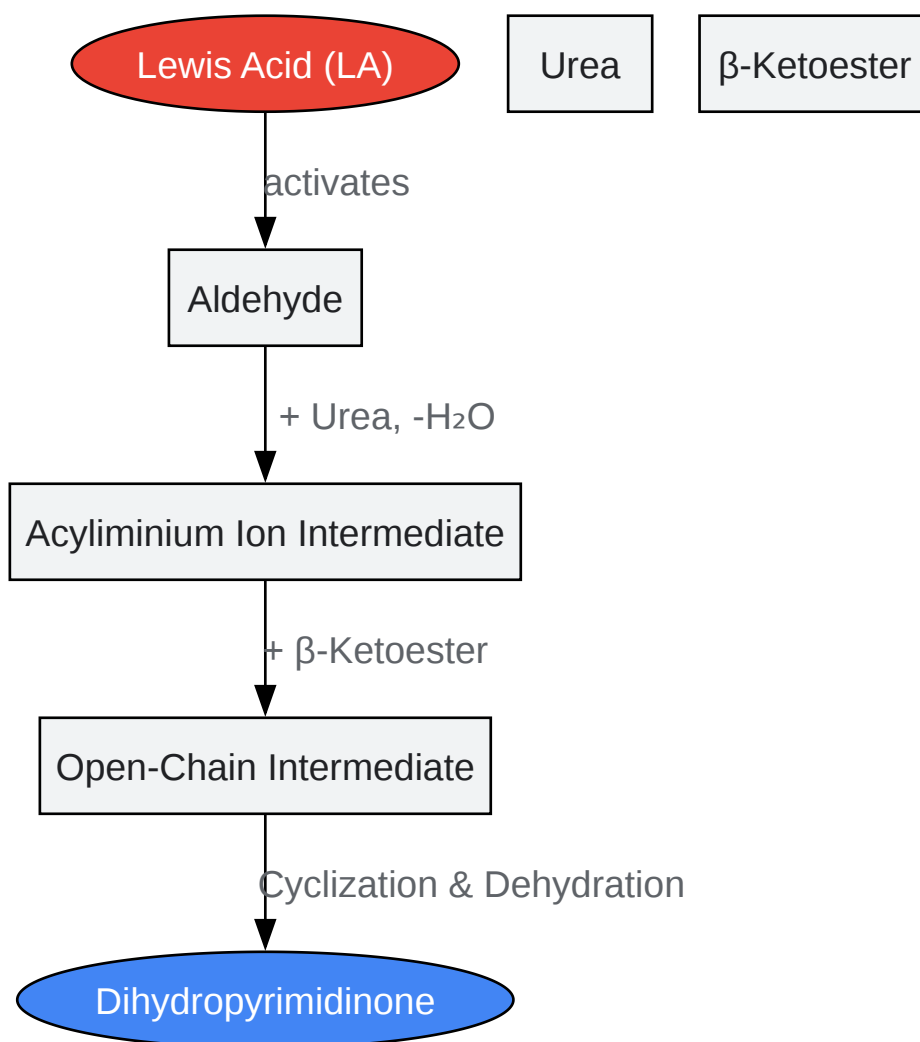 Lewis Acid (LA)
Urea
β-Ketoester
activates
Aldehyde
+ Urea, -H₂O
Acyliminium Ion Intermediate
+ β-Ketoester
Open-Chain Intermediate
Cyclization & Dehydration
Dihydropyrimidinone